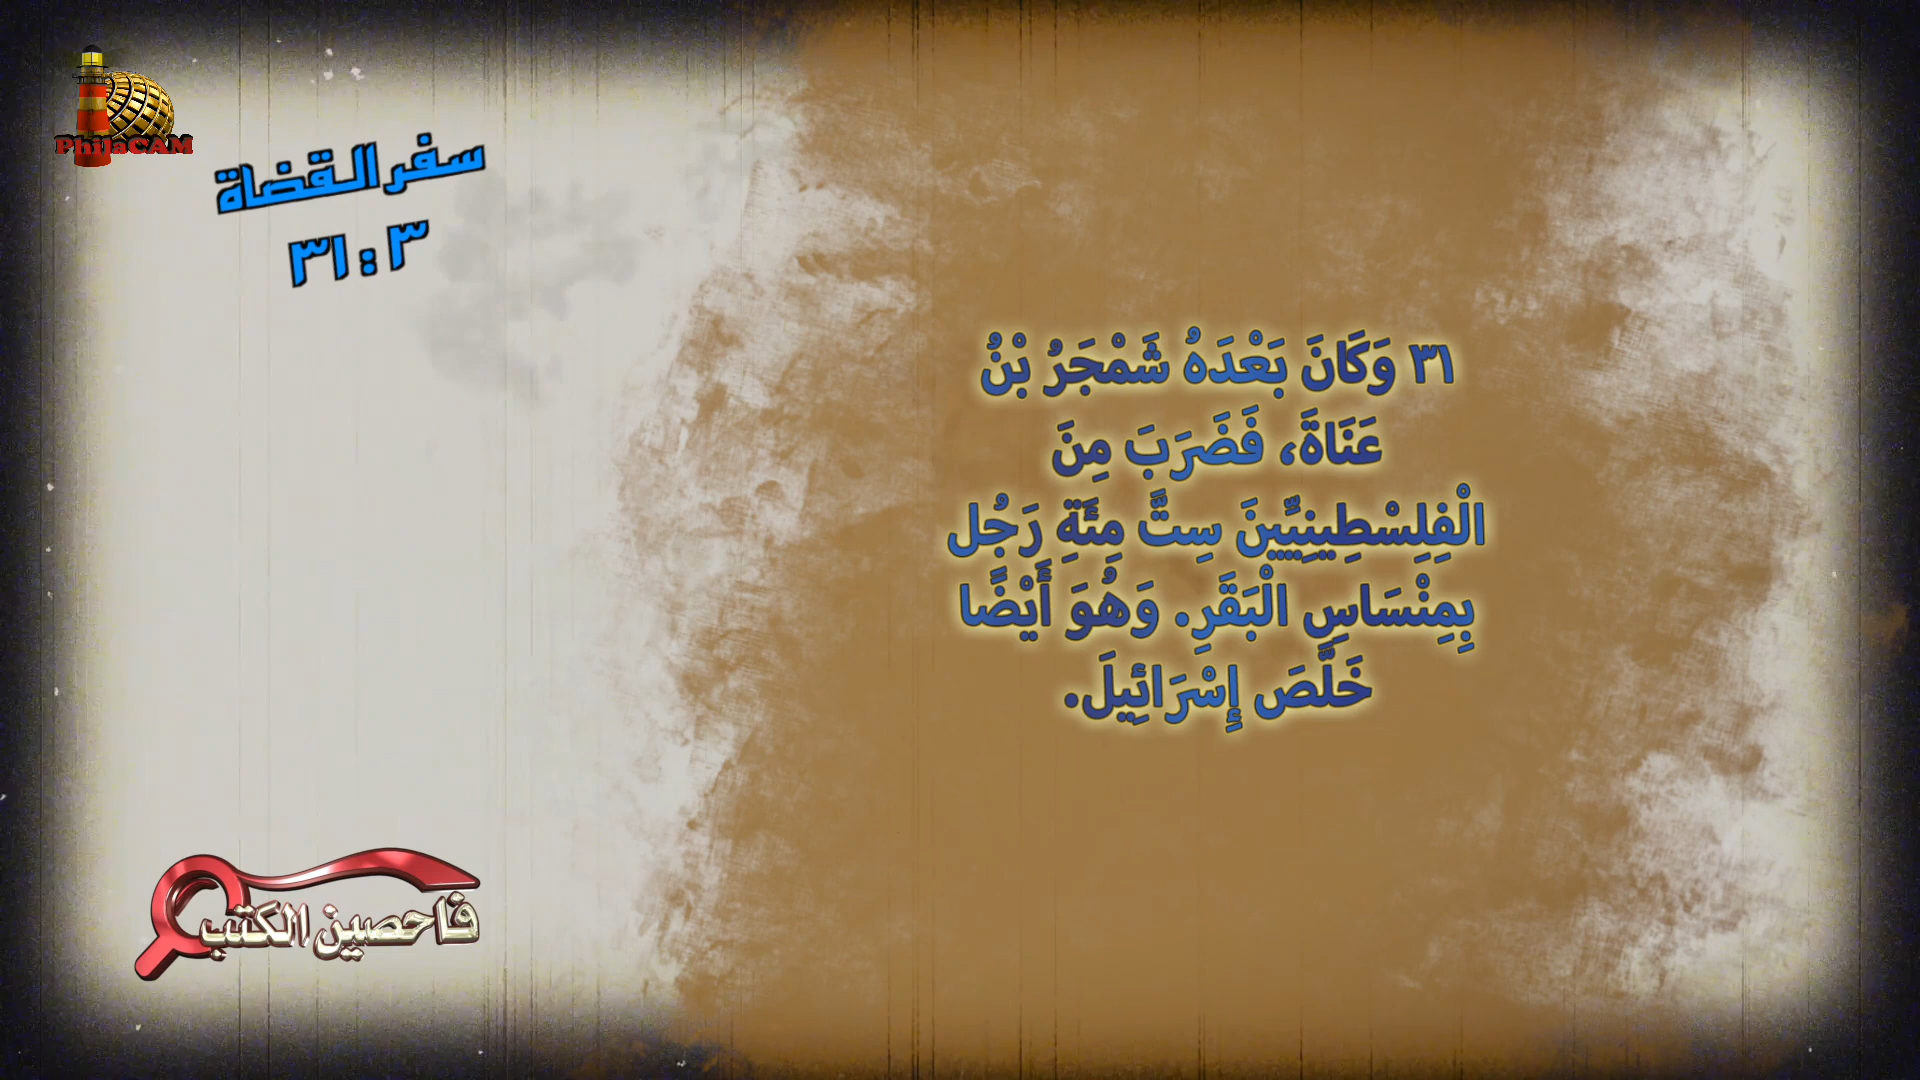 PhilaCAM
سفر القضاة
٣ : ٣١
٣١ وَكَانَ بَعْدَهُ شَمْجَرُ بْنُ
عَنَاةَ، فَضَرَبَ مِنَ
الْفِلِسْطِينِيِّينَ سِتَّ مِئَةِ رَجُل
بِمِنْسَاسِ الْبَقَرِ. وَهُوَ أَيْضًا
خَلَّصَ إِسْرَائِيلَ.
فاحصين الكتب